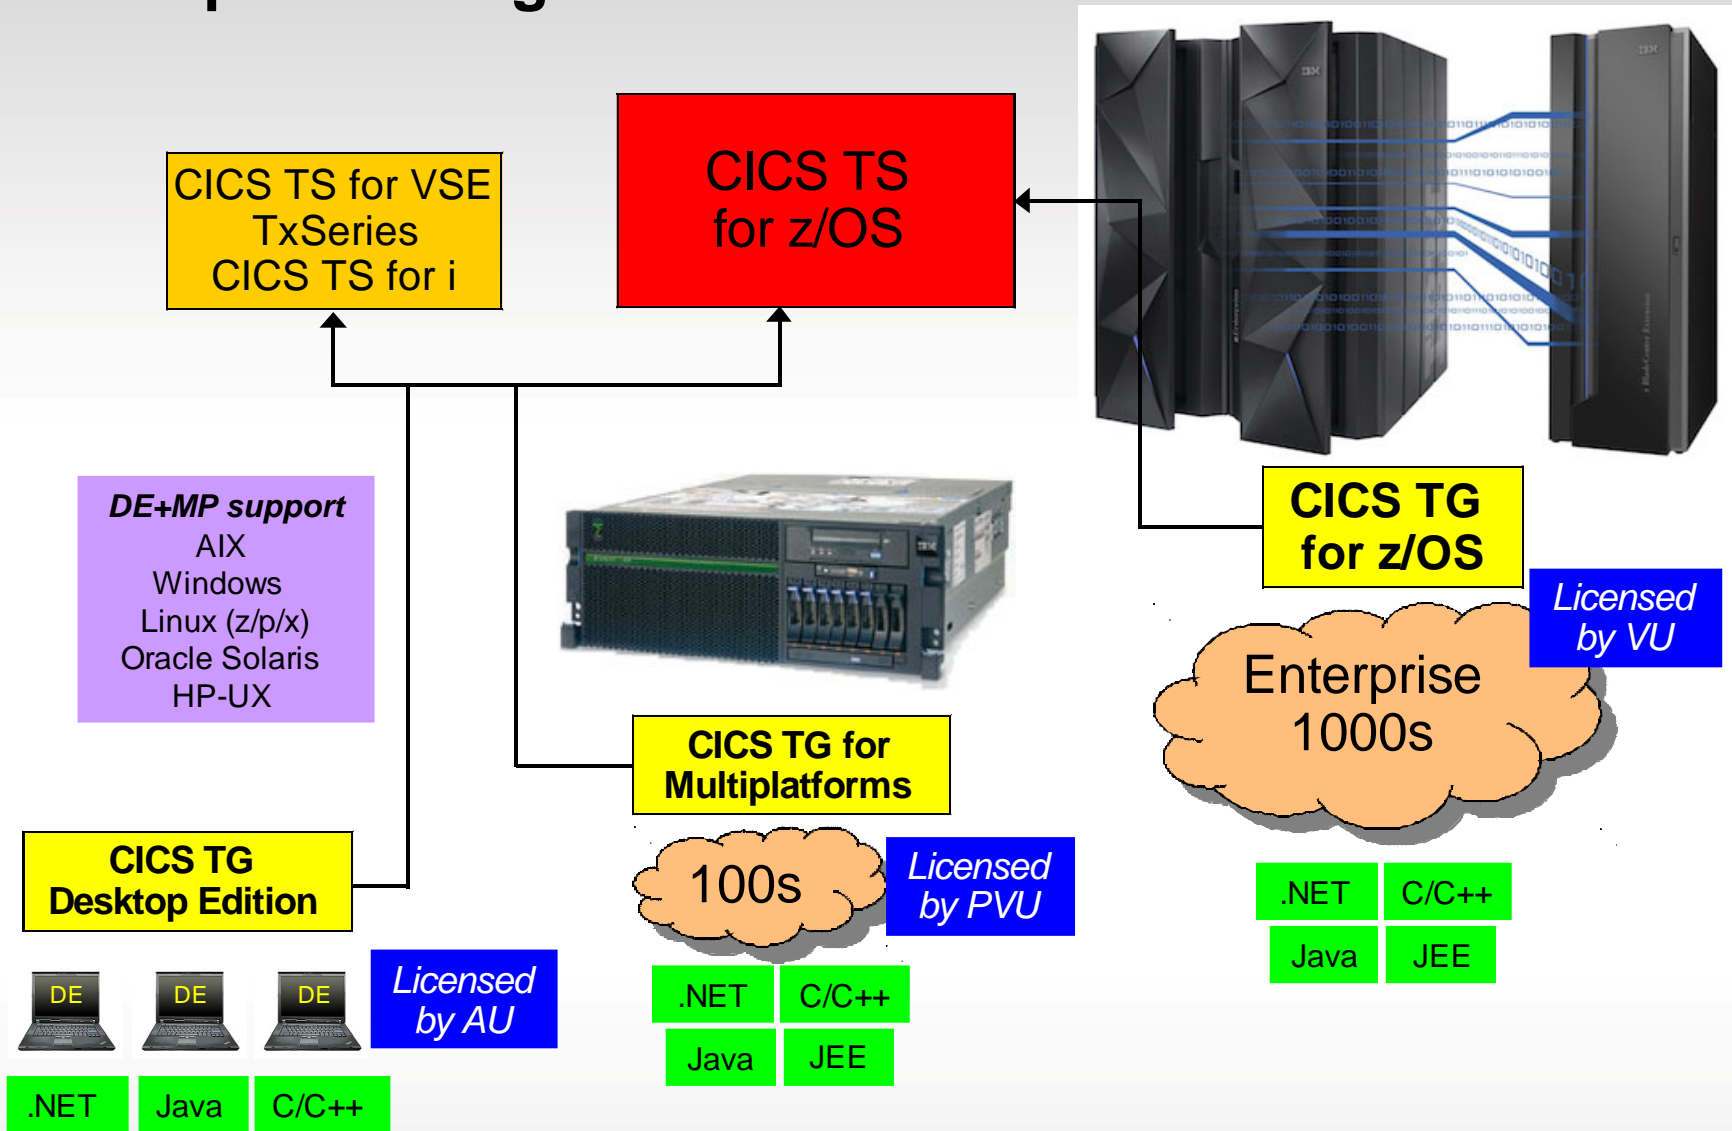 CICS TS for VSE
TxSeries
CICS TS for i
CICS TS
for z/OS
IBM
IBM
DE+MP support
AIX
Windows
Linux (z/p/x)
Oracle Solaris
HP-UX
IBM
CICS TG
for z/OS
Licensed
by VU
Enterprise
1000s
CICS TG for
Multiplatforms
100s
Licensed
by PVU
.NET
C/C++
Java
JEE
CICS TG
Desktop Edition
DE
DE
DE
Licensed
by AU
.NET
C/C++
Java
JEE
.NET
Java
C/C++